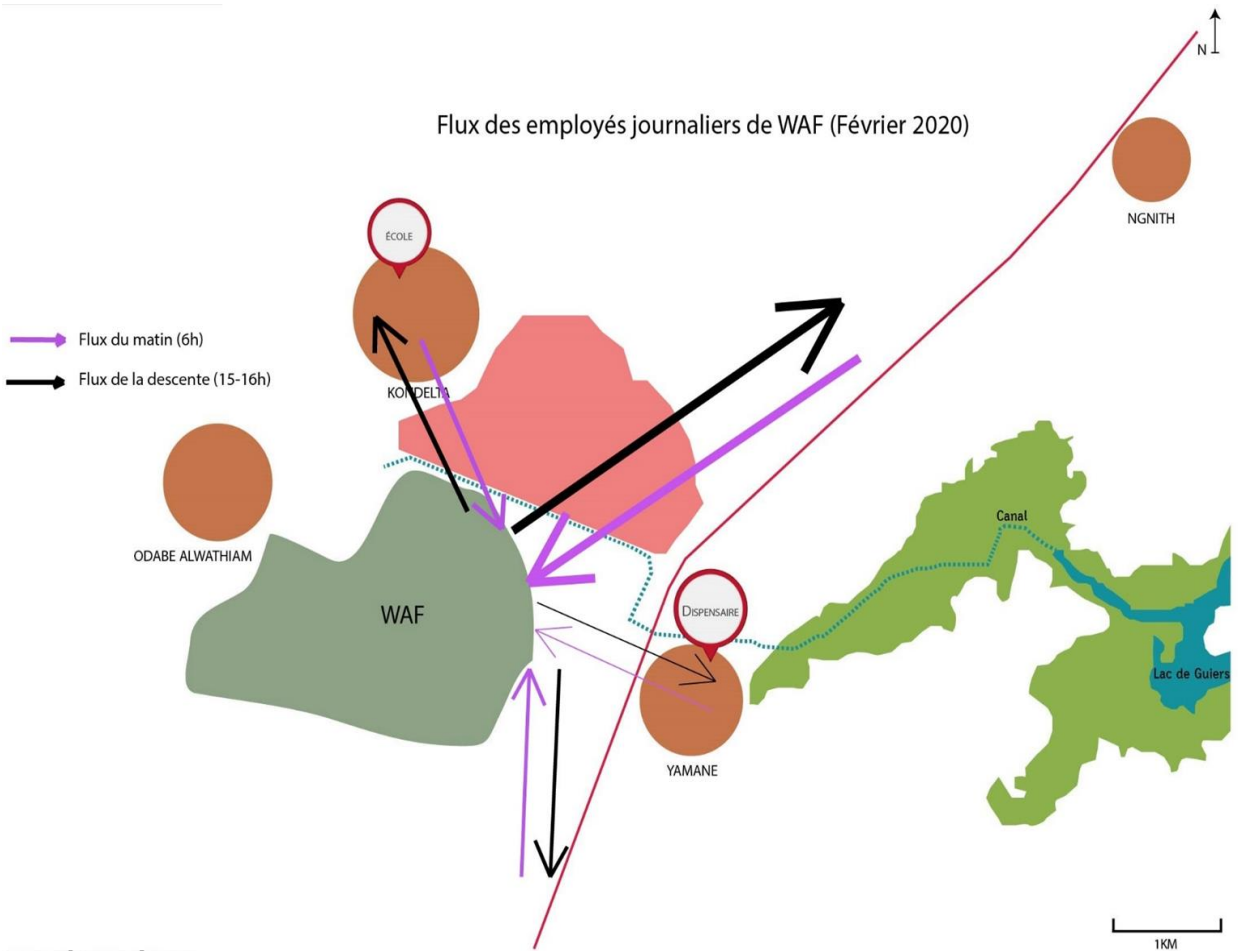 N
Flux des employés journaliers de WAF (Février 2020)
NGNITH
ÉCOLE
Flux du matin (6h)
Flux de la descente (15-16h)
KONDELTA
ODABE ALWATHIAM
Canal
WAF
DISPENSAIRE
Lac de Guiers
YAMANE
1KM